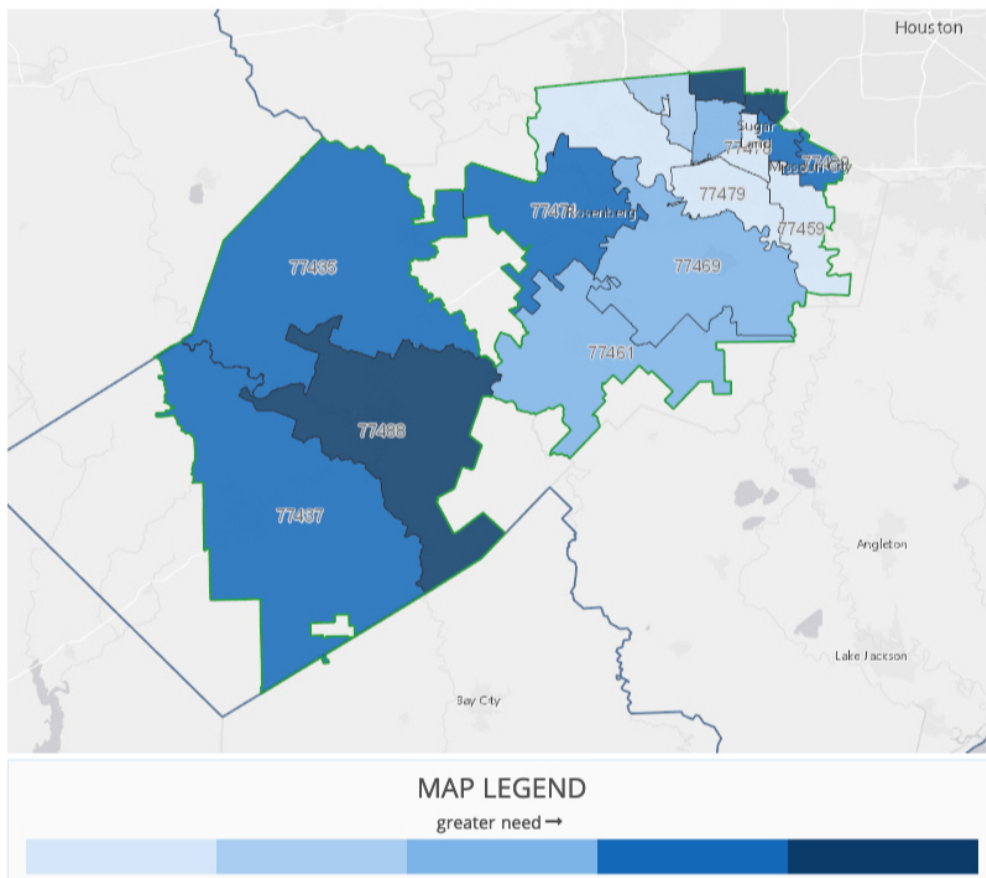 Houston
Sugar
Land
77478
77489
Missouri City
77479
77471
Rosenberg
77459
77435
77469
77461
77488
77437
Angleton
Lake Jackson
Bay City
MAP LEGEND
greater need →